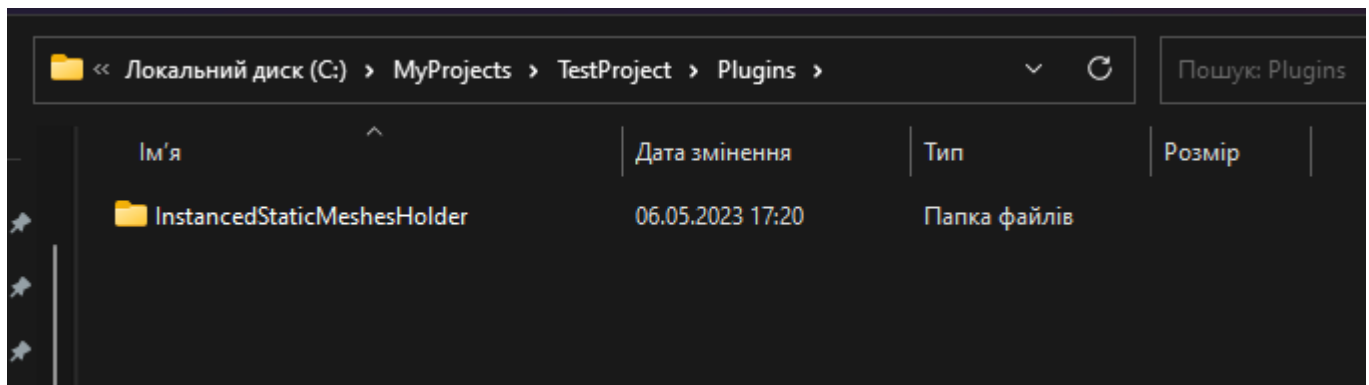 « Локальний диск (C:) › MyProjects › TestProject › Plugins ›
Пошук: Plugins
Ім’я Дата змінення Тип Розмір
InstancedStaticMeshesHolder 06.05.2023 17:20 Папка файлів